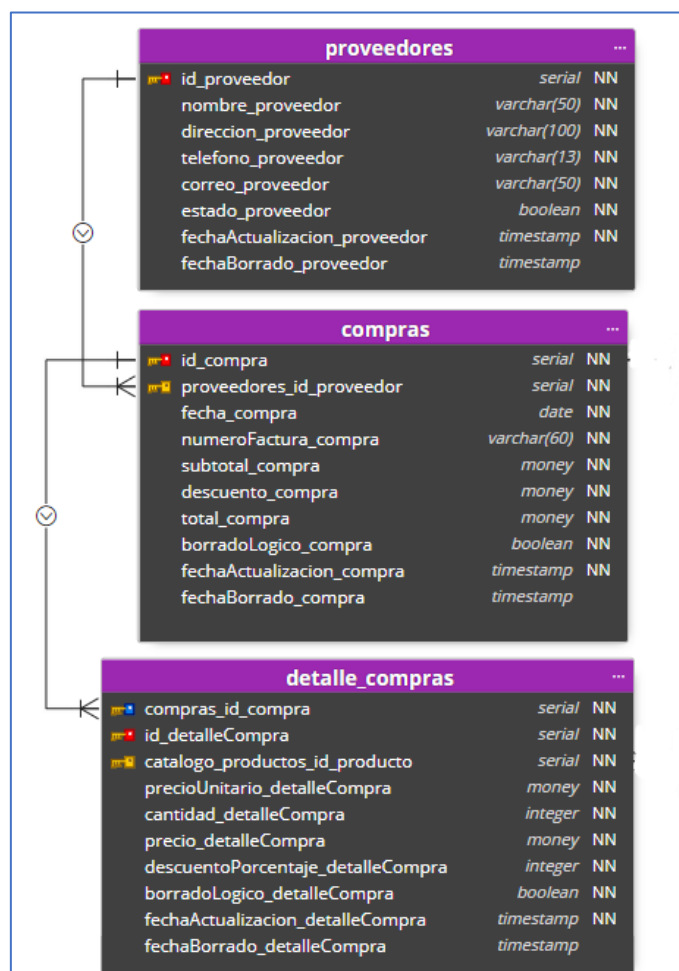 proveedores ...
id_proveedor serial NN
nombre_proveedor varchar(50) NN
direccion_proveedor varchar(100) NN
telefono_proveedor varchar(13) NN
correo_proveedor varchar(50) NN
estado_proveedor boolean NN
fechaActualizacion_proveedor timestamp NN
fechaBorrado_proveedor timestamp
compras ...
id_compra serial NN
proveedores_id_proveedor serial NN
fecha_compra date NN
numeroFactura_compra varchar(60) NN
subtotal_compra money NN
descuento_compra money NN
total_compra money NN
borradoLogico_compra boolean NN
fechaActualizacion_compra timestamp NN
fechaBorrado_compra timestamp
detalle_compras ...
compras_id_compra serial NN
id_detalleCompra serial NN
catalogo_productos_id_producto serial NN
precioUnitario_detalleCompra money NN
cantidad_detalleCompra integer NN
precio_detalleCompra money NN
descuentoPorcentaje_detalleCompra integer NN
borradoLogico_detalleCompra boolean NN
fechaActualizacion_detalleCompra timestamp NN
fechaBorrado_detalleCompra timestamp